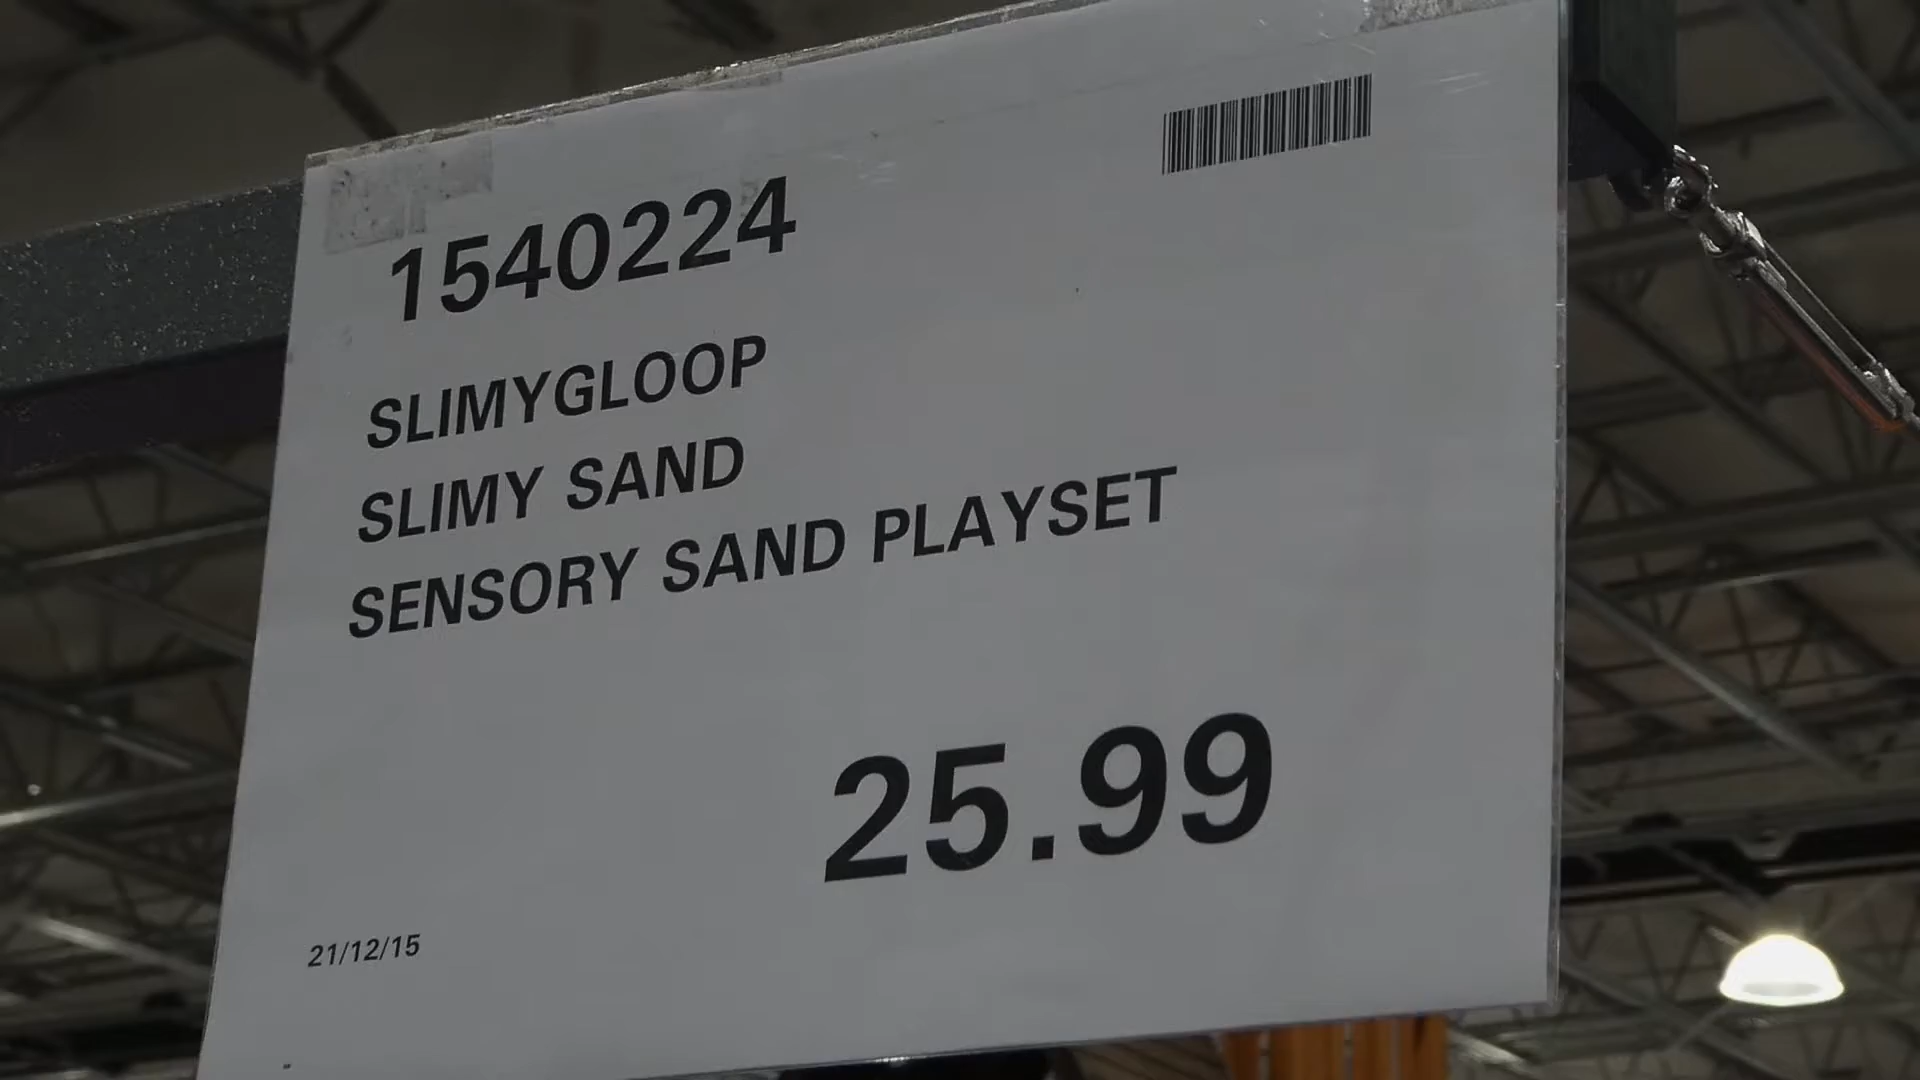 1540224
SLIMYGLOOP
SLIMY SAND
SENSORY SAND PLAYSET
25.99
21/12/15